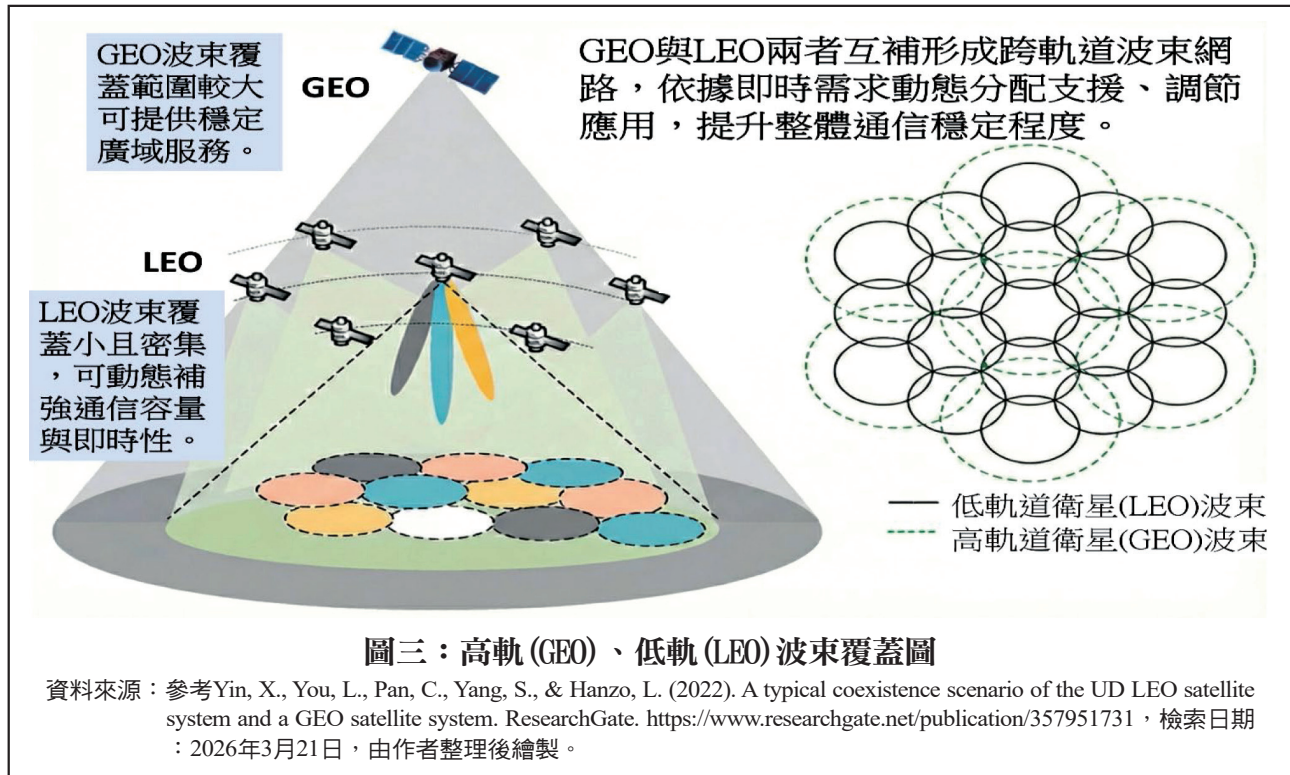 GEO波束覆
蓋範圍較大
可提供穩定
廣域服務。
GEO
GEO與LEO兩者互補形成跨軌道波束網
路，依據即時需求動態分配支援、調節
應用，提升整體通信穩定程度。
LEO
LEO波束覆
蓋小且密集
，可動態補
強通信容量
與即時性。
低軌道衛星(LEO)波束
高軌道衛星(GEO)波束
圖三：高軌(GEO)、低軌(LEO)波束覆蓋圖
資料來源：參考Yin, X., You, L., Pan, C., Yang, S., & Hanzo, L. (2022). A typical coexistence scenario of the UD LEO satellite
system and a GEO satellite system. ResearchGate. https://www.researchgate.net/publication/357951731，檢索日期
：2026年3月21日，由作者整理後繪製。